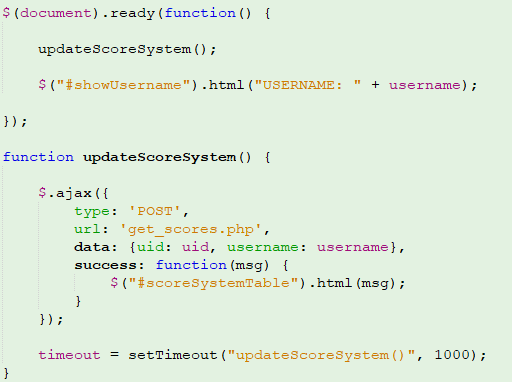 $(document).ready(function() {
updateScoreSystem();
$("#showUsername").html("USERNAME: " + username);
});
function updateScoreSystem() {
$.ajax({
type: 'POST',
url: 'get_scores.php',
data: {uid: uid, username: username},
success: function(msg) {
$("#scoreSystemTable").html(msg);
}
});
timeout = setTimeout("updateScoreSystem()", 1000);
}